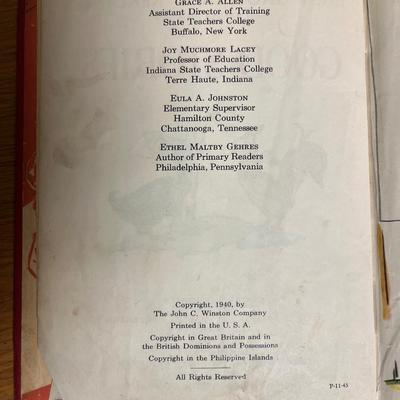 GRACE A. ALLEN
Assistant Director of Training
State Teachers College
Buffalo, New York
JOY MUCHMORE LACEY
Professor of Education
Indiana State Teachers College
Terre Haute, Indiana
EULA A. JOHNSTON
Elementary Supervisor
Hamilton County
Chattanooga, Tennessee
ETHEL MALTBY GEHRES
Author of Primary Readers
Philadelphia, Pennsylvania
Copyright, 1940, by
The John C. Winston Company
Printed in the U. S. A.
Copyright in Great Britain and in
the British Dominions and Possessions
Copyright in the Philippine Islands
All Rights Reserved
P-11-45